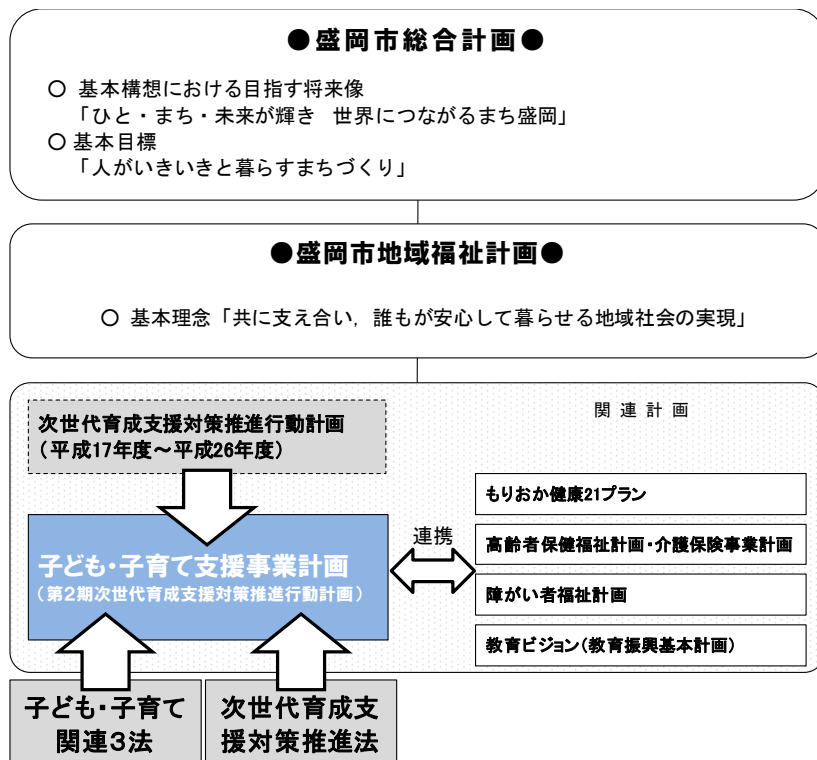 ●盛岡市総合計画●
○ 基本構想における目指す将来像
「ひと・まち・未来が輝き 世界につながるまち盛岡」
○ 基本目標
「人がいきいきと暮らすまちづくり」
●盛岡市地域福祉計画●
○ 基本理念「共に支え合い，誰もが安心して暮らせる地域社会の実現」
関連計画
次世代育成支援対策推進行動計画
（平成17年度～平成26年度）
子ども・子育て支援事業計画
（第2期次世代育成支援対策推進行動計画）
連携
もりおか健康21プラン
高齢者保健福祉計画・介護保険事業計画
障がい者福祉計画
教育ビジョン（教育振興基本計画）
子ども・子育て
関連3法
次世代育成支
援対策推進法